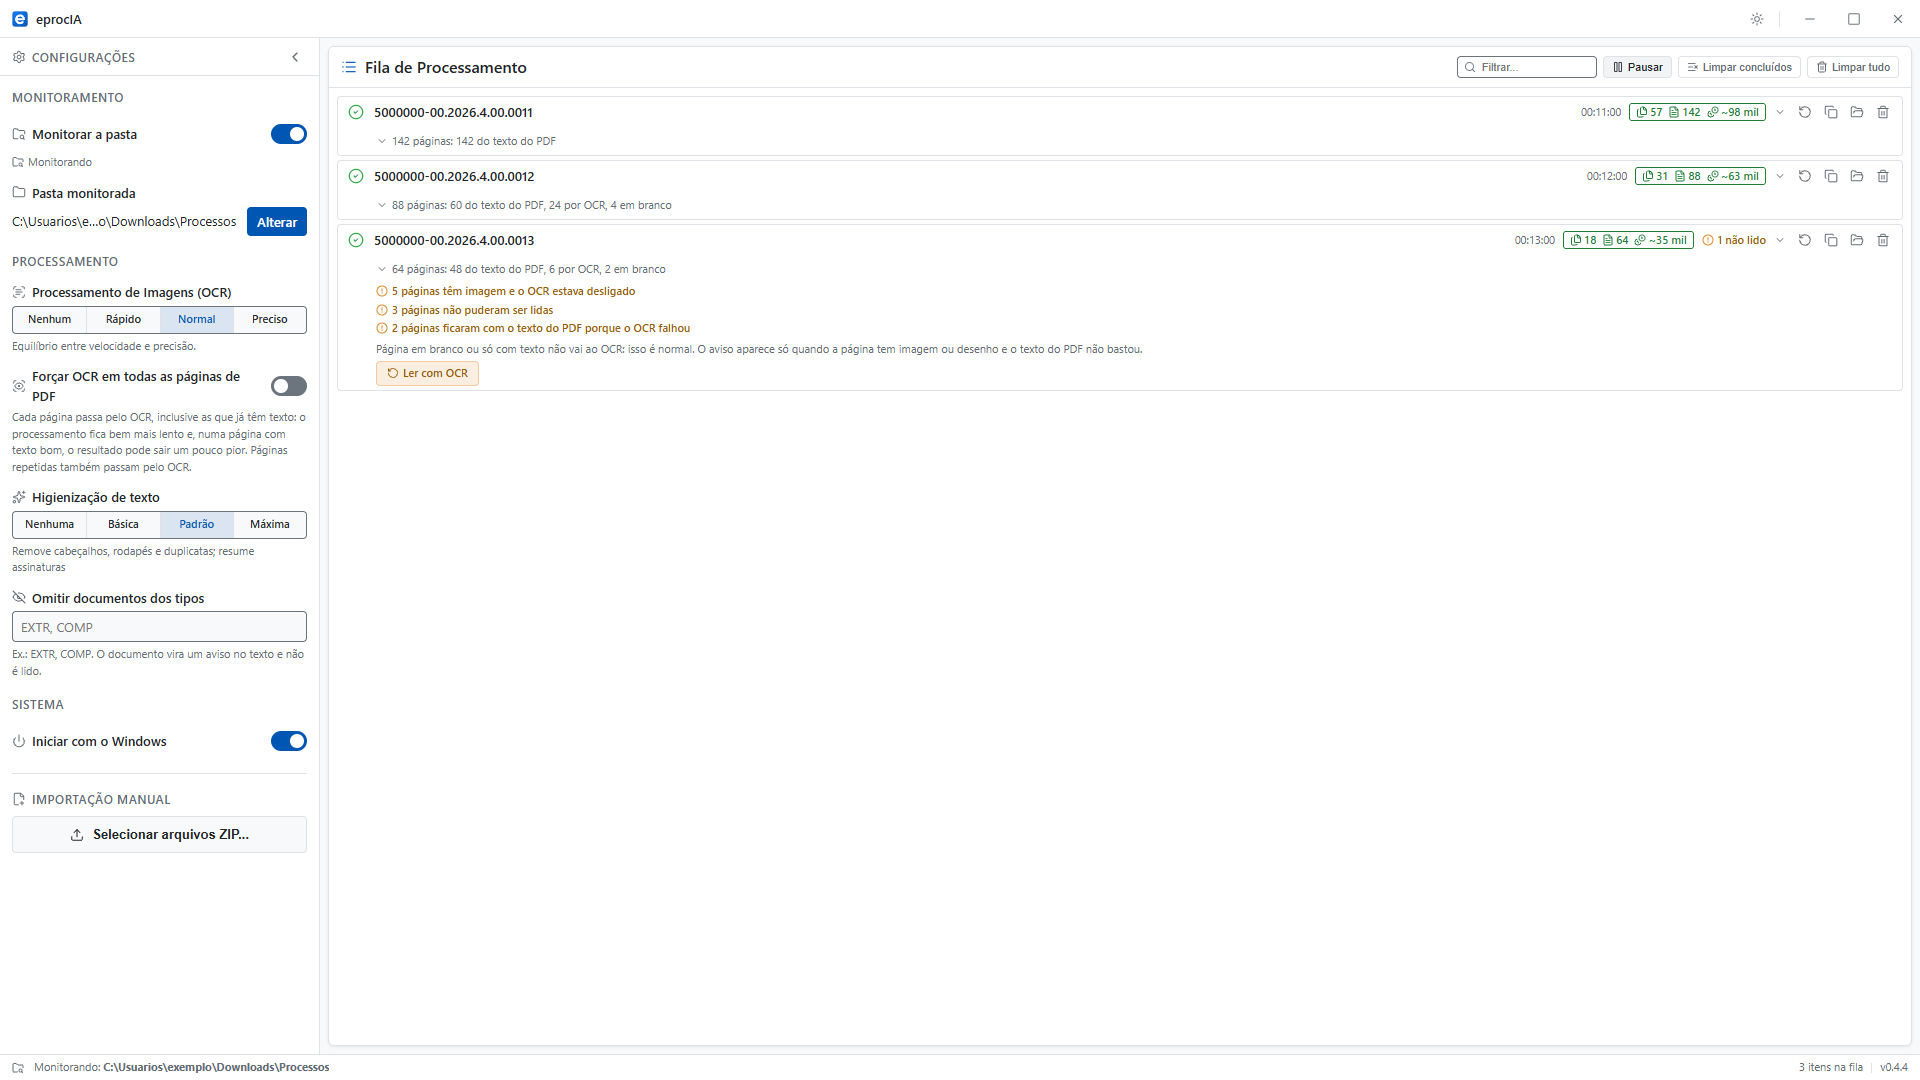 eprocIA
CONFIGURAÇÕES
MONITORAMENTO
Monitorar a pasta
Monitorando
Pasta monitorada
C:\Usuarios\e...o\Downloads\Processos
Alterar
PROCESSAMENTO
Processamento de Imagens (OCR)
Nenhum Rápido Normal Preciso
Equilíbrio entre velocidade e precisão.
Forçar OCR em todas as páginas de
PDF
Cada página passa pelo OCR, inclusive as que já têm texto: o
processamento fica bem mais lento e, numa página com
texto bom, o resultado pode sair um pouco pior. Páginas
repetidas também passam pelo OCR.
Higienização de texto
Nenhuma Básica Padrão Máxima
Remove cabeçalhos, rodapés e duplicatas; resume
assinaturas
Omitir documentos dos tipos
EXTR, COMP
Ex.: EXTR, COMP. O documento vira um aviso no texto e não
é lido.
SISTEMA
Iniciar com o Windows
IMPORTAÇÃO MANUAL
Selecionar arquivos ZIP...
Fila de Processamento
Filtrar...
Pausar
Limpar concluídos
Limpar tudo
5000000-00.2026.4.00.0011
00:11:00 57 142 ~98 mil
142 páginas: 142 do texto do PDF
5000000-00.2026.4.00.0012
00:12:00 31 88 ~63 mil
88 páginas: 60 do texto do PDF, 24 por OCR, 4 em branco
5000000-00.2026.4.00.0013
00:13:00 18 64 ~35 mil 1 não lido
64 páginas: 48 do texto do PDF, 6 por OCR, 2 em branco
5 páginas têm imagem e o OCR estava desligado
3 páginas não puderam ser lidas
2 páginas ficaram com o texto do PDF porque o OCR falhou
Página em branco ou só com texto não vai ao OCR: isso é normal. O aviso aparece só quando a página tem imagem ou desenho e o texto do PDF não bastou.
Ler com OCR
Monitorando: C:\Usuarios\exemplo\Downloads\Processos
3 itens na fila
v0.4.4